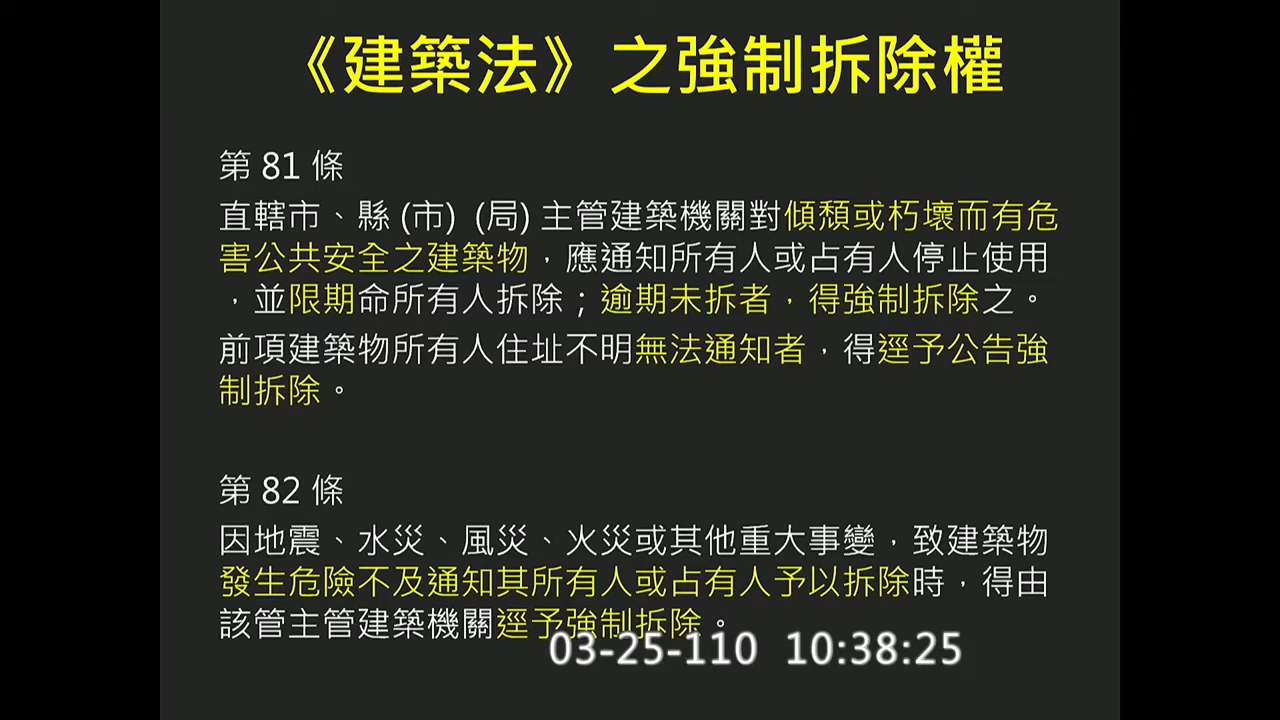 《建築法》之強制拆除權
第 81 條
直轄市、縣 (市) (局) 主管建築機關對傾頹或朽壞而有危
害公共安全之建築物，應通知所有人或占有人停止使用
，並限期命所有人拆除；逾期未拆者，得強制拆除之。
前項建築物所有人住址不明無法通知者，得逕予公告強
制拆除。
第 82 條
因地震、水災、風災、火災或其他重大事變，致建築物
發生危險不及通知其所有人或占有人予以拆除時，得由
該管主管建築機關逕予強制拆除。
03-25-110 10:38:25